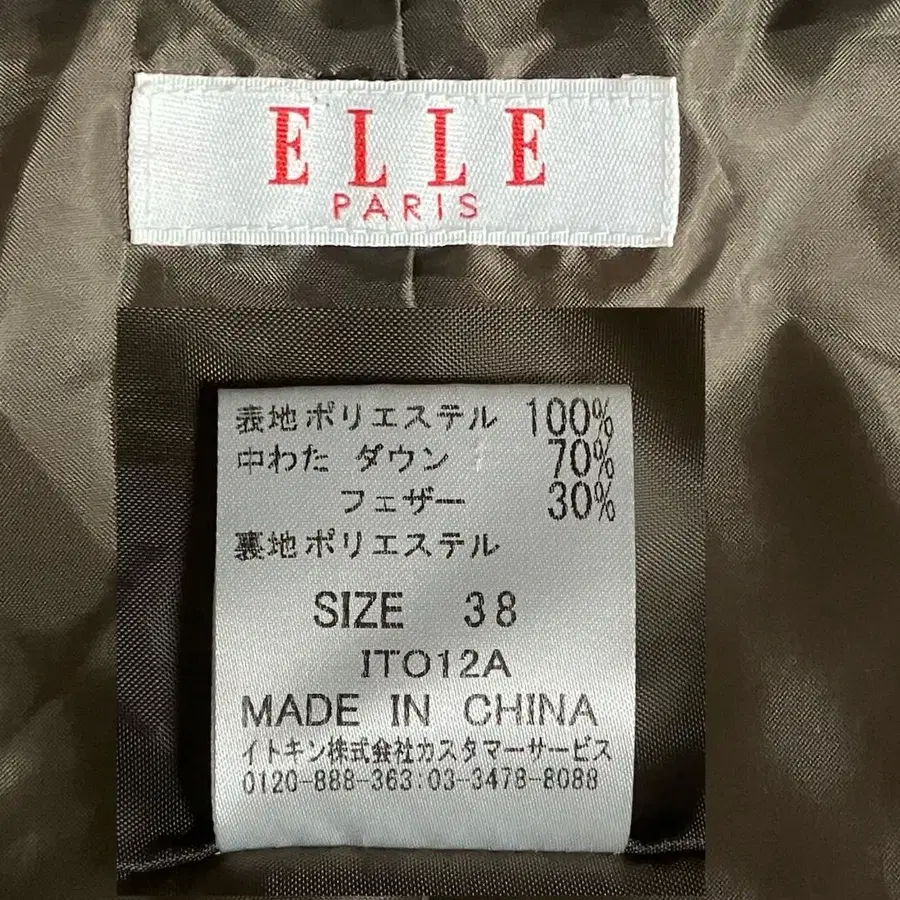 ELLE
PARIS
表地ポリエステル 100%
中わた ダウン 70%
フェザー 30%
裏地ポリエステル
SIZE 38
ITO12A
MADE IN CHINA
イトキン株式会社カスタマーサービス
0120-888-363:03-3478-8088